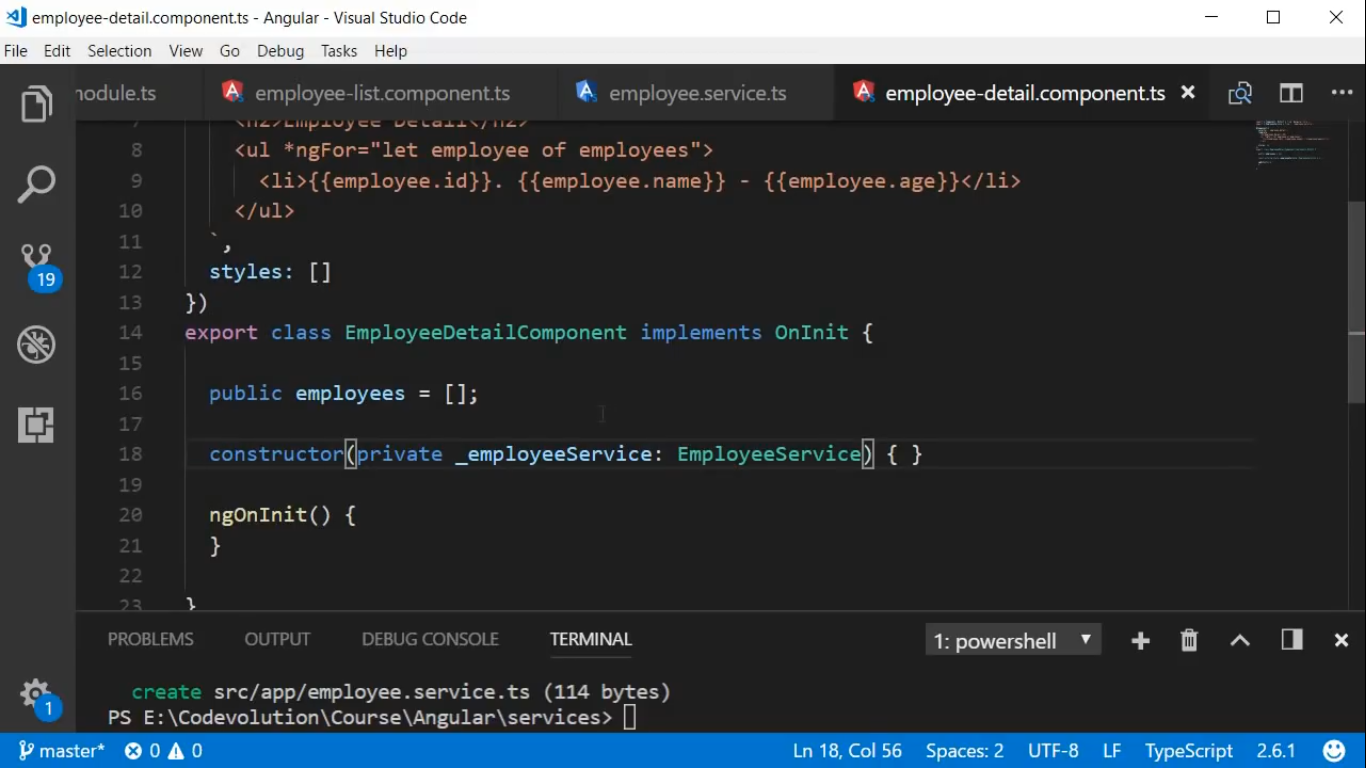 employee-detail.component.ts - Angular - Visual Studio Code
File Edit Selection View Go Debug Tasks Help
module.ts employee-list.component.ts employee.service.ts employee-detail.component.ts
7 <h2>Employee Detail</h2>
8 <ul *ngFor="let employee of employees">
9 <li>{{employee.id}}. {{employee.name}} - {{employee.age}}</li>
10 </ul>
11 `,
12 styles: []
13 })
14 export class EmployeeDetailComponent implements OnInit {
15
16 public employees = [];
17
18 constructor(private _employeeService: EmployeeService) { }
19
20 ngOnInit() {
21 }
22
23 }
19
1
PROBLEMS OUTPUT DEBUG CONSOLE TERMINAL 1: powershell
create src/app/employee.service.ts (114 bytes)
PS E:\Codevolution\Course\Angular\services>
master* 0 0 Ln 18, Col 56 Spaces: 2 UTF-8 LF TypeScript 2.6.1